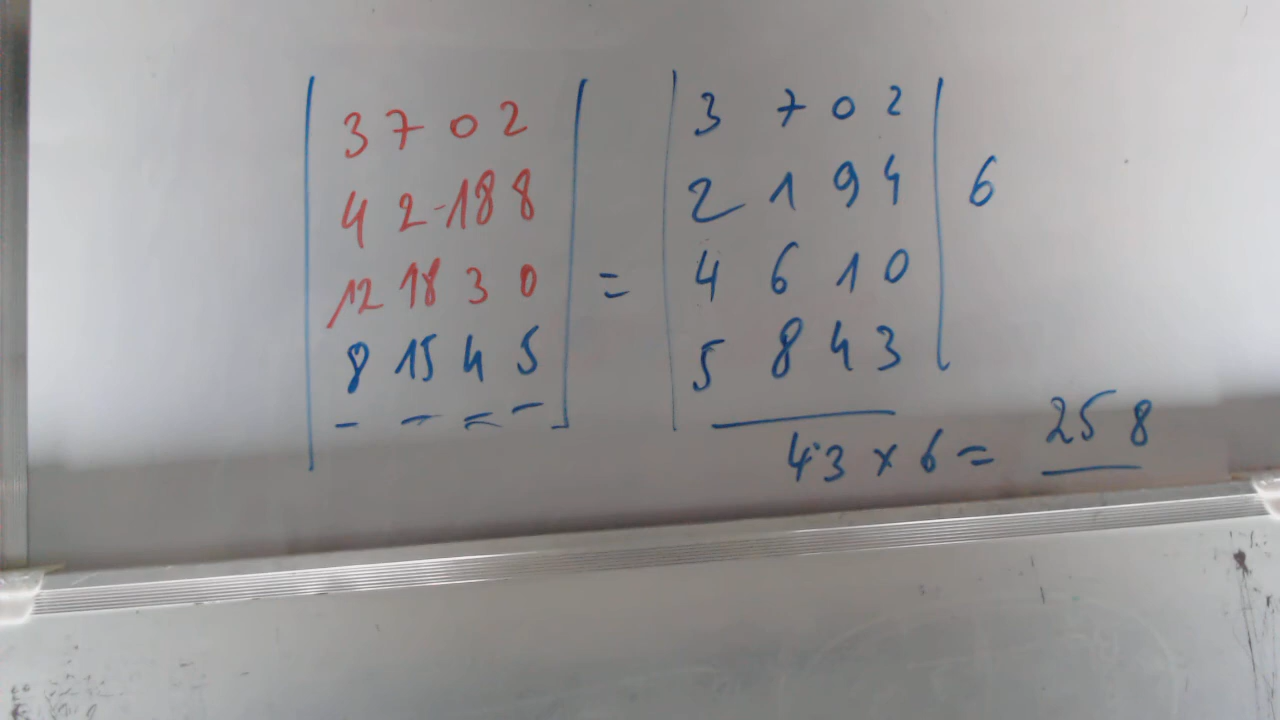 | 3 7 0 2 | = | 3 7 0 2 | 6
| 4 2 -18 8 | | 2 1 9 4 |
| 12 18 3 0 | | 4 6 1 0 |
| 8 15 4 5 | | 5 8 4 3 |
43 x 6 = 258